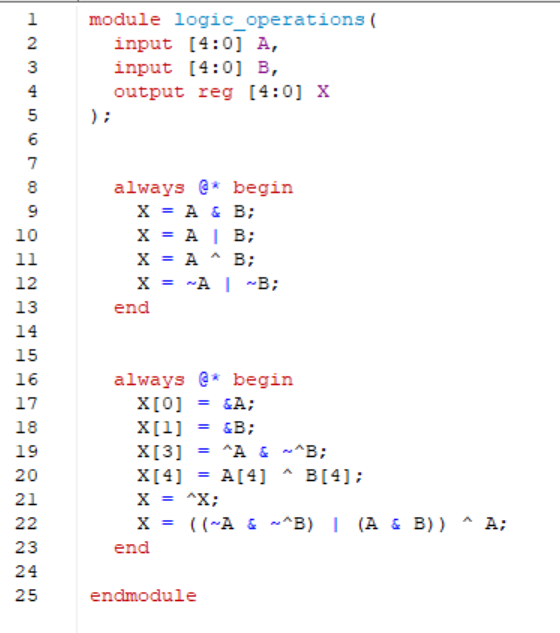 1 module logic_operations(
2 input [4:0] A,
3 input [4:0] B,
4 output reg [4:0] X
5 );
6
7
8 always @* begin
9 X = A & B;
10 X = A | B;
11 X = A ^ B;
12 X = ~A | ~B;
13 end
14
15
16 always @* begin
17 X[0] = &A;
18 X[1] = &B;
19 X[3] = ^A & ~^B;
20 X[4] = A[4] ^ B[4];
21 X = ^X;
22 X = ((~A & ~^B) | (A & B)) ^ A;
23 end
24
25 endmodule